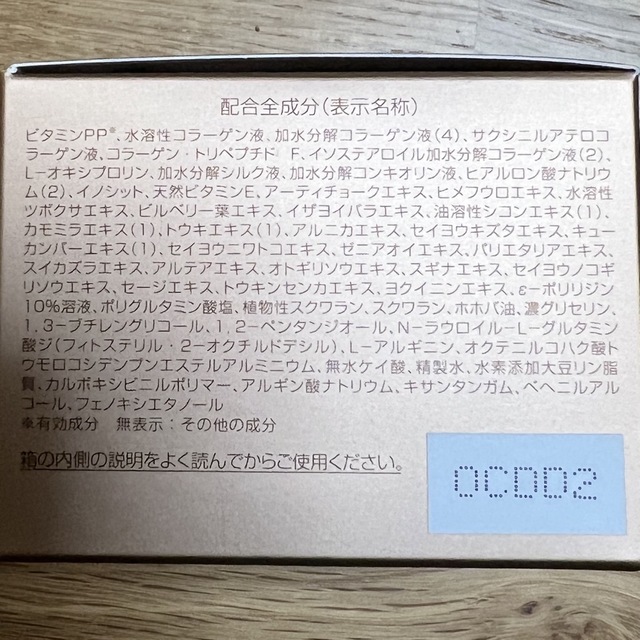 配合全成分(表示名称)
ビタミンPP※、水溶性コラーゲン液、加水分解コラーゲン液(4)、サクシニルアテロコ
ラーゲン液、コラーゲン・トリペプチド F、イソステアロイル加水分解コラーゲン液(2)、
L-オキシプロリン、加水分解シルク液、加水分解コンキオリン液、ヒアルロン酸ナトリウ
ム(2)、イノシット、天然ビタミンE、アーティチョークエキス、ヒメフウロエキス、水溶性
ツボクサエキス、ビルベリー葉エキス、イザヨイバラエキス、油溶性シコンエキス(1)、
カモミラエキス(1)、トウキエキス(1)、アルニカエキス、セイヨウキズタエキス、キュー
カンバーエキス(1)、セイヨウニワトコエキス、ゼニアオイエキス、パリエタリアエキス、
スイカズラエキス、アルテアエキス、オトギリソウエキス、スギナエキス、セイヨウノコギ
リソウエキス、セージエキス、トウキンセンカエキス、ヨクイニンエキス、ε-ポリリジン
10%溶液、ポリグルタミン酸塩、植物性スクワラン、スクワラン、ホホバ油、濃グリセリン、
1,3-ブチレングリコール、1,2-ペンタンジオール、N-ラウロイル-L-グルタミン
酸ジ(フィトステリル・2-オクチルドデシル)、L-アルギニン、オクテニルコハク酸ト
ウモロコシデンプンエステルアルミニウム、無水ケイ酸、精製水、水素添加大豆リン脂
質、カルボキシビニルポリマー、アルギン酸ナトリウム、キサンタンガム、ベヘニルアル
コール、フェノキシエタノール
※有効成分 無表示：その他の成分
箱の内側の説明をよく読んでからご使用ください。
OCDD2